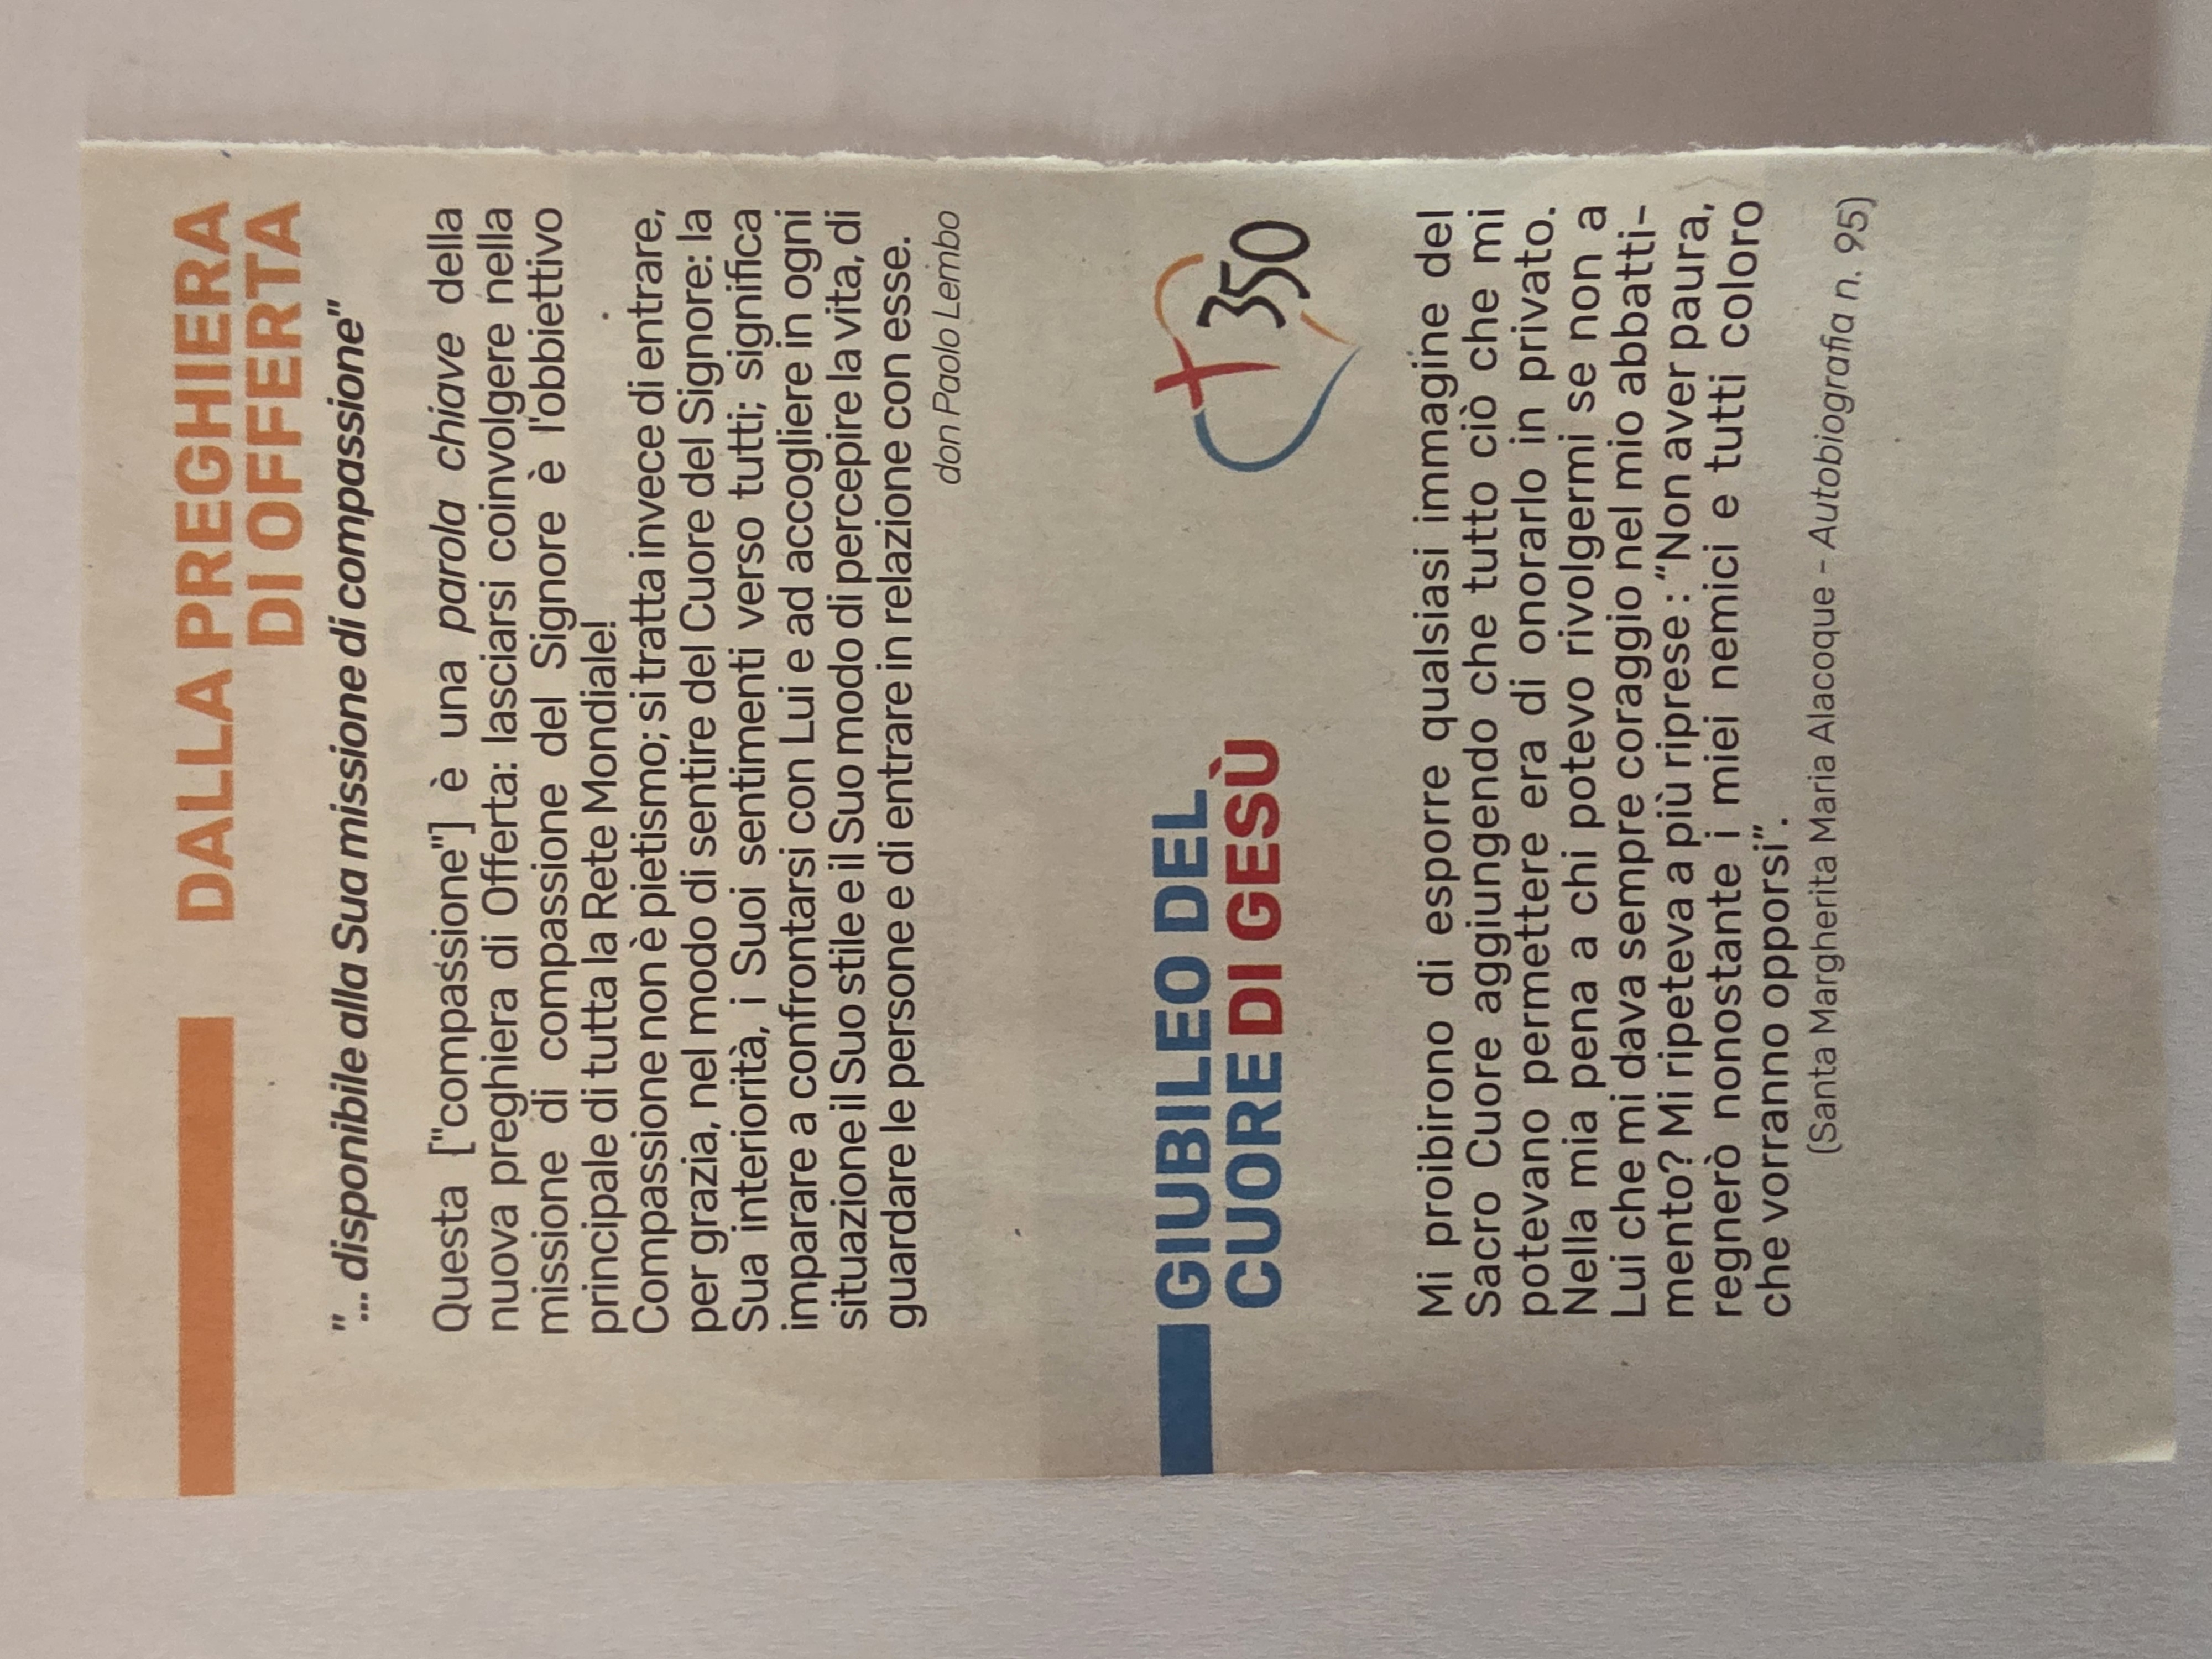 DALLA PREGHIERA
DI OFFERTA
"... disponibile alla Sua missione di compassione"
Questa ["compassione"] è una parola chiave della
nuova preghiera di Offerta: lasciarsi coinvolgere nella
missione di compassione del Signore è l'obbiettivo
principale di tutta la Rete Mondiale!
Compassione non è pietismo; si tratta invece di entrare,
per grazia, nel modo di sentire del Cuore del Signore: la
Sua interiorità, i Suoi sentimenti verso tutti; significa
imparare a confrontarsi con Lui e ad accogliere in ogni
situazione il Suo stile e il Suo modo di percepire la vita, di
guardare le persone e di entrare in relazione con esse.
don Paolo Lembo
GIUBILEO DEL
CUORE DI GESÙ
350
Mi proibirono di esporre qualsiasi immagine del
Sacro Cuore aggiungendo che tutto ciò che mi
potevano permettere era di onorarlo in privato.
Nella mia pena a chi potevo rivolgermi se non a
Lui che mi dava sempre coraggio nel mio abbatti-
mento? Mi ripeteva a più riprese : “Non aver paura,
regnerò nonostante i miei nemici e tutti coloro
che vorranno opporsi”.
(Santa Margherita Maria Alacoque - Autobiografia n. 95)